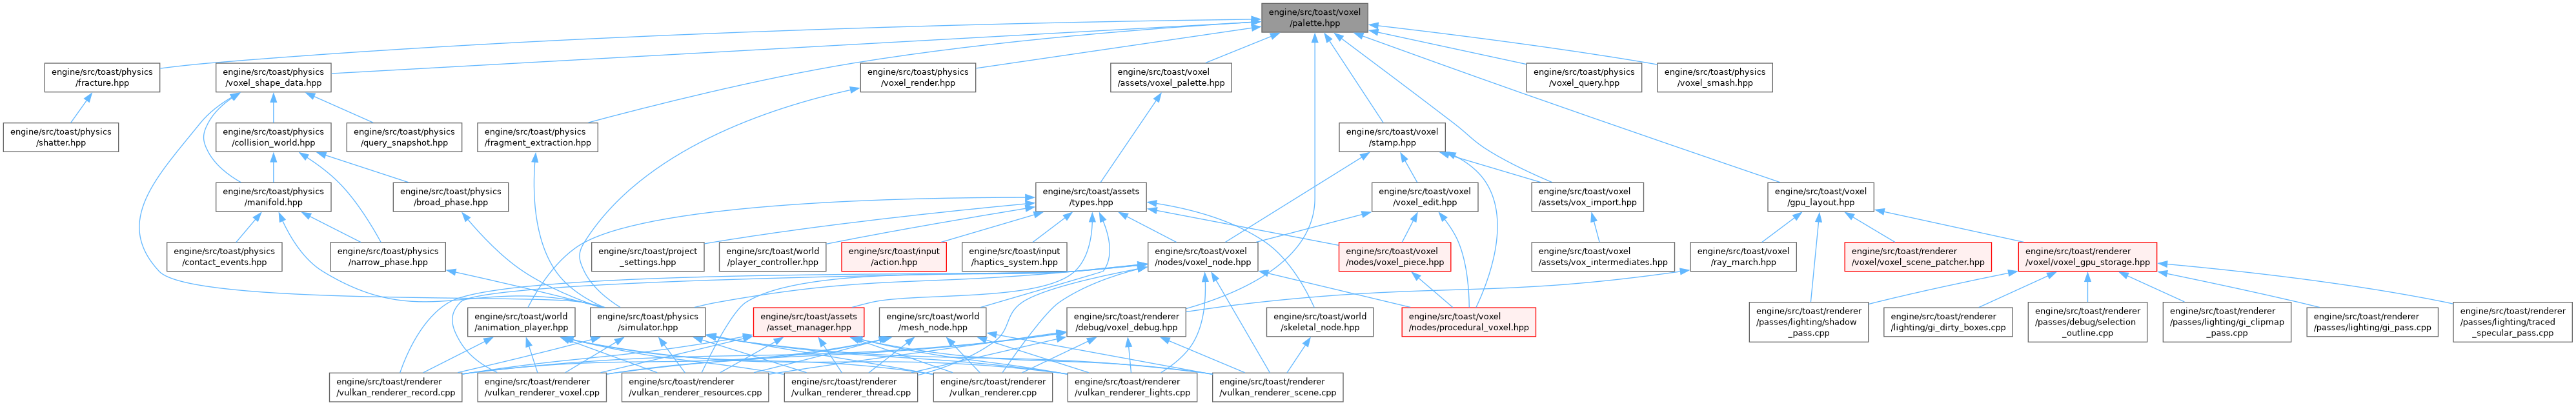 engine/src/toast/voxel
/palette.hpp
engine/src/toast/physics
/fracture.hpp
engine/src/toast/physics
/voxel_shape_data.hpp
engine/src/toast/physics
/voxel_render.hpp
engine/src/toast/voxel
/assets/voxel_palette.hpp
engine/src/toast/physics
/voxel_query.hpp
engine/src/toast/physics
/voxel_smash.hpp
engine/src/toast/physics
/shatter.hpp
engine/src/toast/physics
/collision_world.hpp
engine/src/toast/physics
/query_snapshot.hpp
engine/src/toast/physics
/fragment_extraction.hpp
engine/src/toast/voxel
/stamp.hpp
engine/src/toast/physics
/manifold.hpp
engine/src/toast/physics
/broad_phase.hpp
engine/src/toast/assets
/types.hpp
engine/src/toast/voxel
/voxel_edit.hpp
engine/src/toast/voxel
/assets/vox_import.hpp
engine/src/toast/voxel
/gpu_layout.hpp
engine/src/toast/physics
/contact_events.hpp
engine/src/toast/physics
/narrow_phase.hpp
engine/src/toast/project
_settings.hpp
engine/src/toast/world
/player_controller.hpp
engine/src/toast/input
/action.hpp
engine/src/toast/input
/haptics_system.hpp
engine/src/toast/voxel
/nodes/voxel_node.hpp
engine/src/toast/voxel
/nodes/voxel_piece.hpp
engine/src/toast/voxel
/assets/vox_intermediates.hpp
engine/src/toast/voxel
/ray_march.hpp
engine/src/toast/renderer
/voxel/voxel_scene_patcher.hpp
engine/src/toast/renderer
/voxel/voxel_gpu_storage.hpp
engine/src/toast/world
/animation_player.hpp
engine/src/toast/physics
/simulator.hpp
engine/src/toast/assets
/asset_manager.hpp
engine/src/toast/world
/mesh_node.hpp
engine/src/toast/renderer
/debug/voxel_debug.hpp
engine/src/toast/world
/skeletal_node.hpp
engine/src/toast/voxel
/nodes/procedural_voxel.hpp
engine/src/toast/renderer
/passes/lighting/shadow
_pass.cpp
engine/src/toast/renderer
/lighting/gi_dirty_boxes.cpp
engine/src/toast/renderer
/passes/debug/selection
_outline.cpp
engine/src/toast/renderer
/passes/lighting/gi_clipmap
_pass.cpp
engine/src/toast/renderer
/passes/lighting/gi_pass.cpp
engine/src/toast/renderer
/passes/lighting/traced
_specular_pass.cpp
engine/src/toast/renderer
/vulkan_renderer_record.cpp
engine/src/toast/renderer
/vulkan_renderer_voxel.cpp
engine/src/toast/renderer
/vulkan_renderer_resources.cpp
engine/src/toast/renderer
/vulkan_renderer_thread.cpp
engine/src/toast/renderer
/vulkan_renderer.cpp
engine/src/toast/renderer
/vulkan_renderer_lights.cpp
engine/src/toast/renderer
/vulkan_renderer_scene.cpp